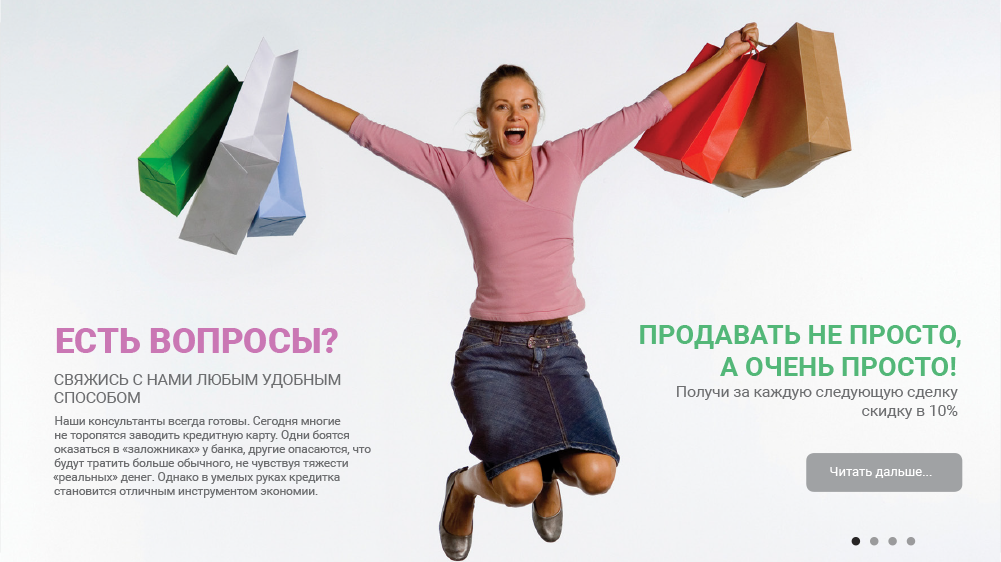 ЕСТЬ ВОПРОСЫ?
СВЯЖИСЬ С НАМИ ЛЮБЫМ УДОБНЫМ
СПОСОБОМ
Наши консультанты всегда готовы. Сегодня многие
не торопятся заводить кредитную карту. Одни боятся
оказаться в «заложниках» у банка, другие опасаются, что
будут тратить больше обычного, не чувствуя тяжести
«реальных» денег. Однако в умелых руках кредитка
становится отличным инструментом экономии.
ПРОДАВАТЬ НЕ ПРОСТО,
А ОЧЕНЬ ПРОСТО!
Получи за каждую следующую сделку
скидку в 10%
Читать дальше...